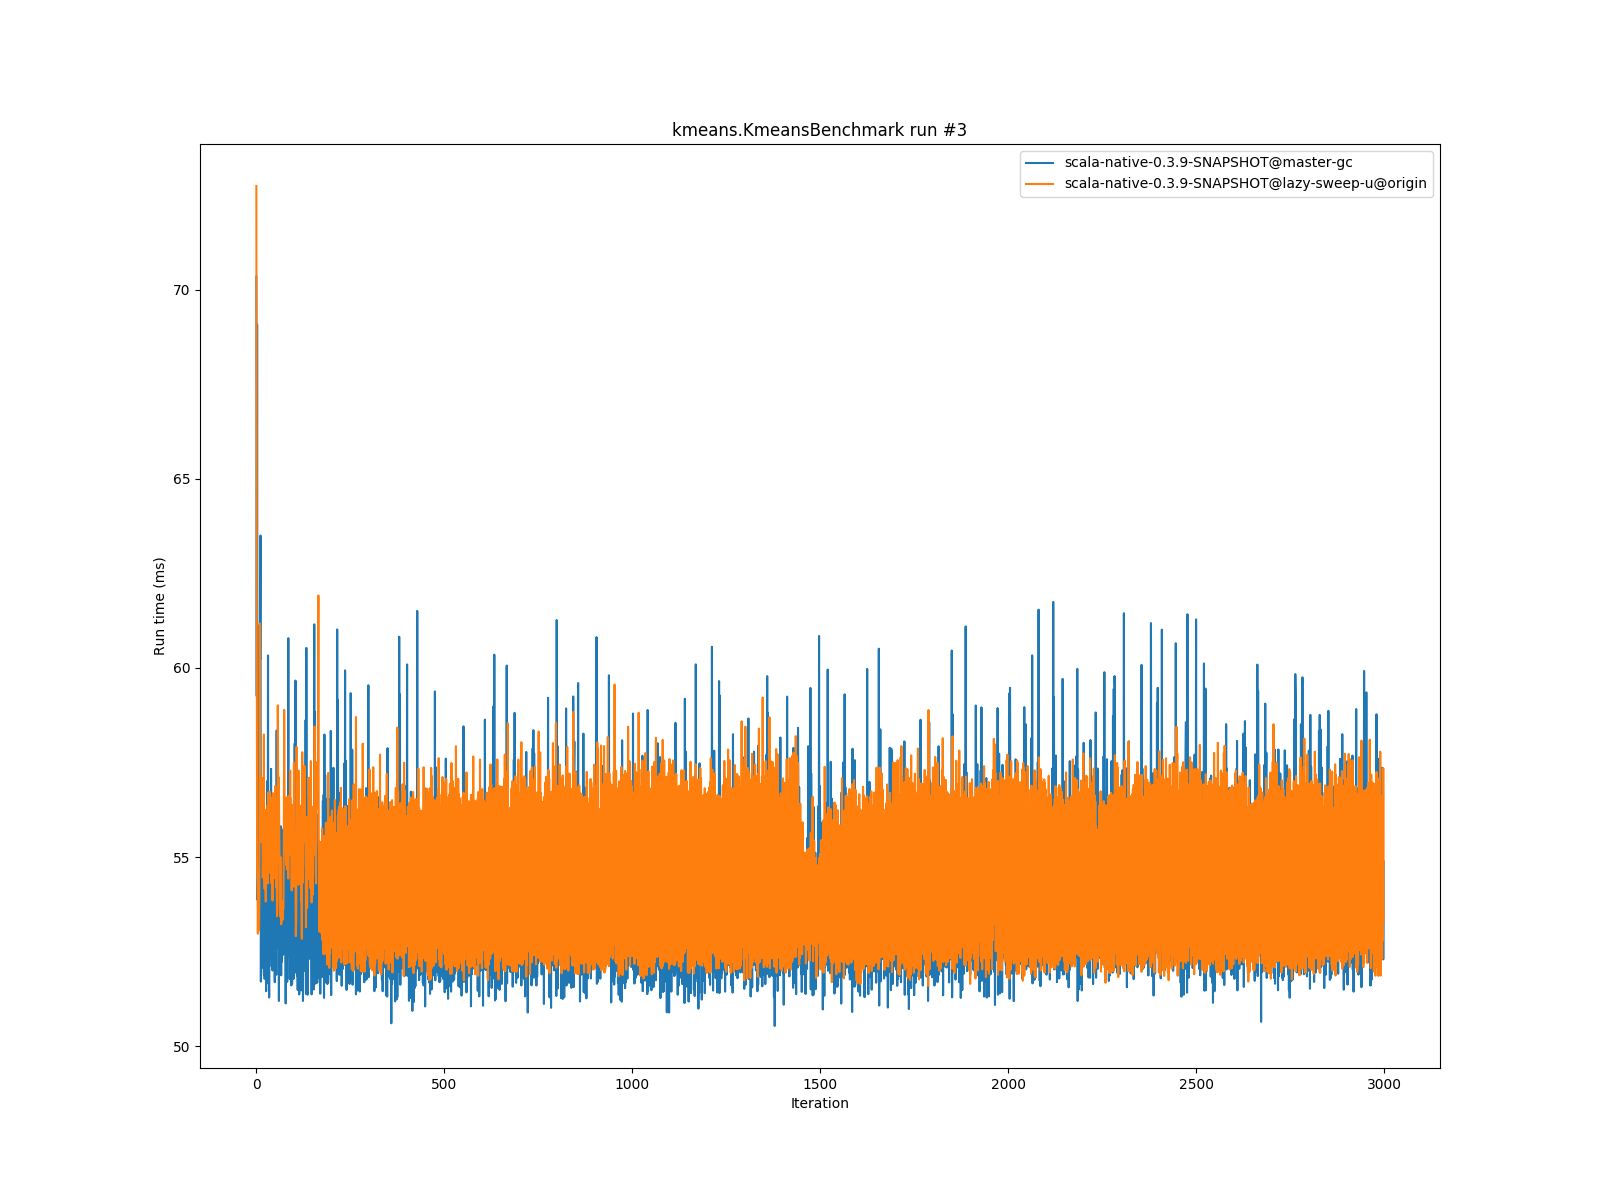 kmeans.KmeansBenchmark run #3
scala-native-0.3.9-SNAPSHOT@master-gc
scala-native-0.3.9-SNAPSHOT@lazy-sweep-u@origin
70
65
60
55
50
Run time (ms)
0 500 1000 1500 2000 2500 3000
Iteration